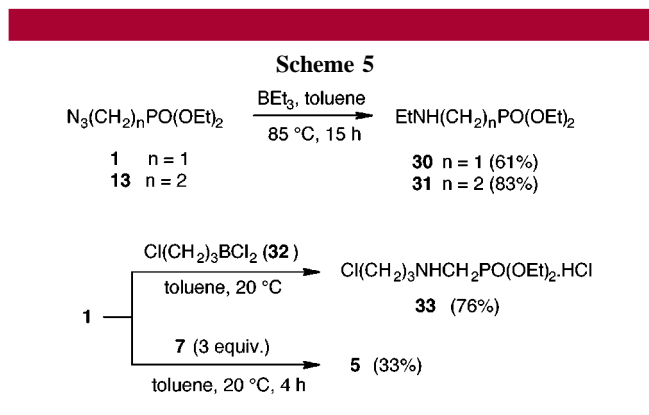 Scheme 5
N3(CH2)nPO(OEt)2
BEt3, toluene
85 °C, 15 h
EtNH(CH2)nPO(OEt)2
1 n = 1
13 n = 2
30 n = 1 (61%)
31 n = 2 (83%)
1
Cl(CH2)3BCl2 (32)
toluene, 20 °C
Cl(CH2)3NHCH2PO(OEt)2.HCl
33 (76%)
7 (3 equiv.)
toluene, 20 °C, 4 h
5 (33%)